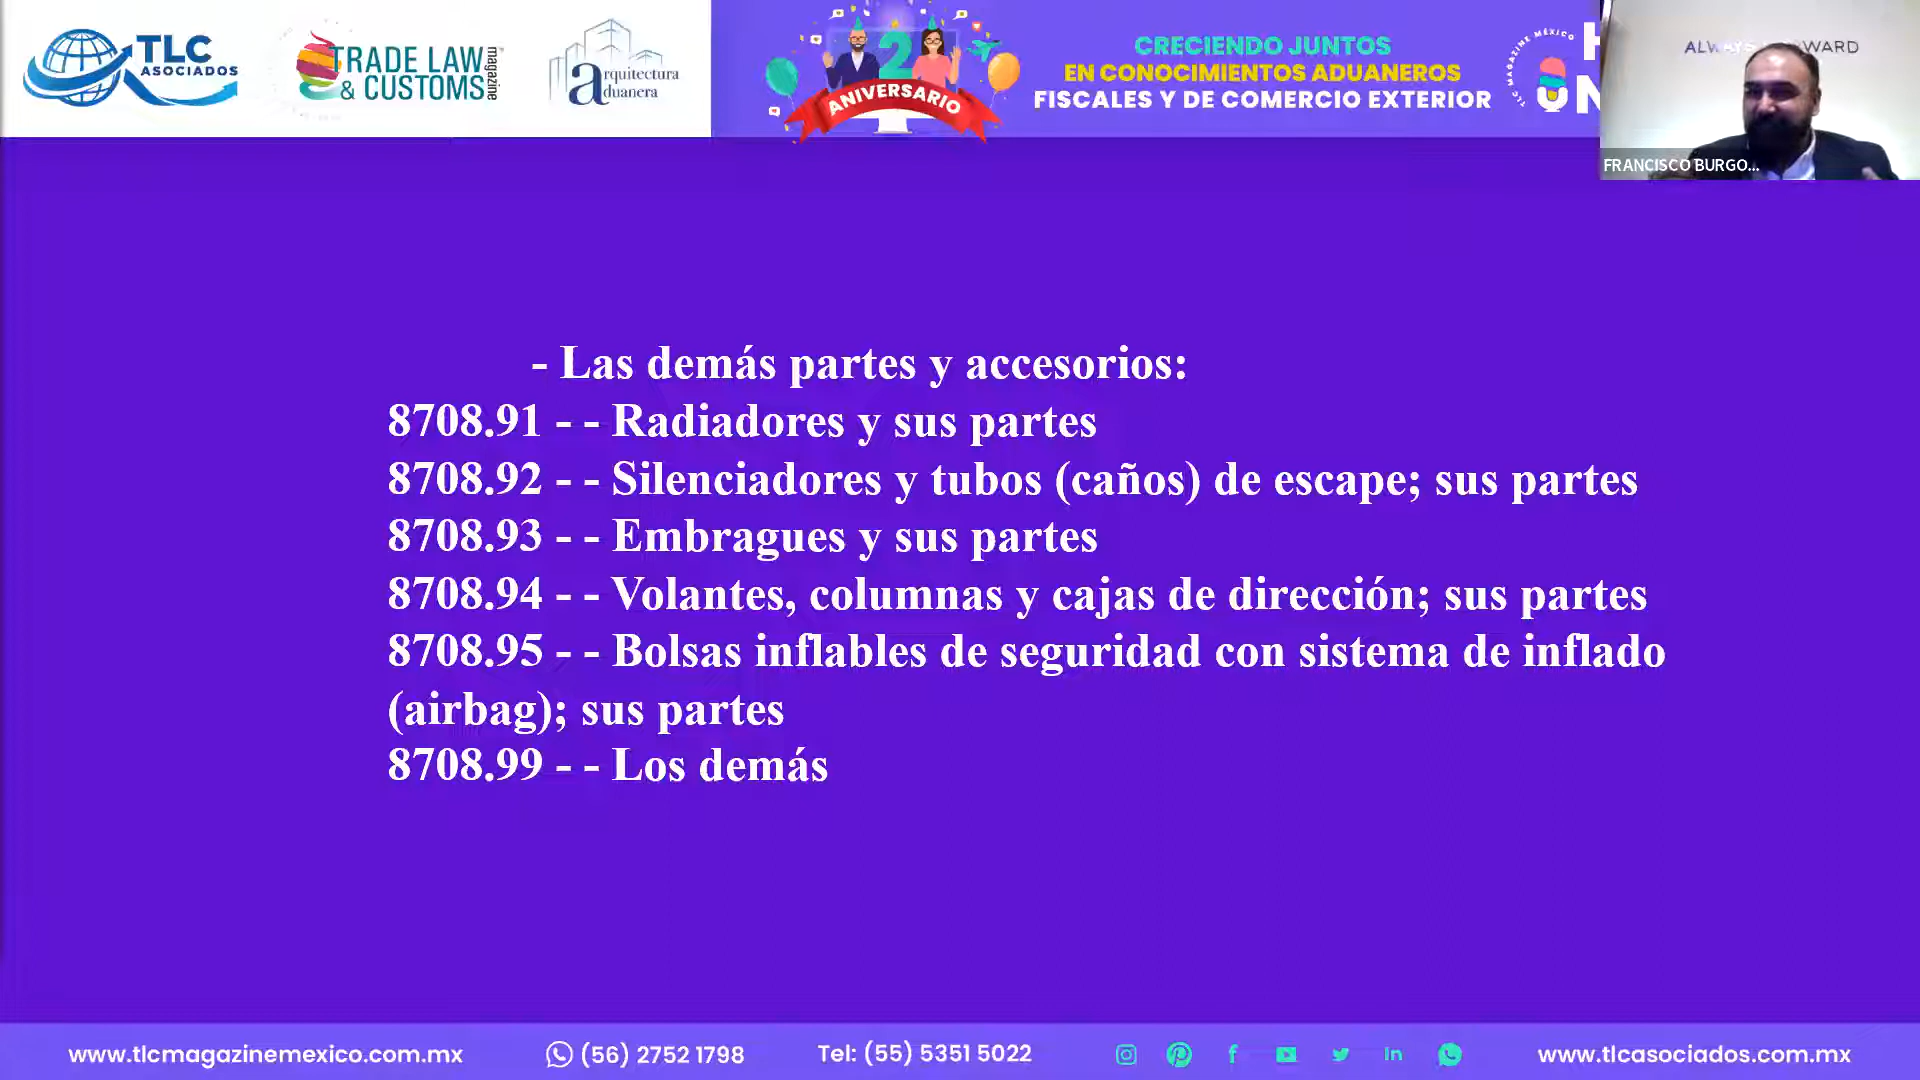 TLC
ASOCIADOS
TRADE LAW
& CUSTOMS
magazine
arquitectura
aduanera
2
ANIVERSARIO
CRECIENDO JUNTOS
EN CONOCIMIENTOS ADUANEROS
FISCALES Y DE COMERCIO EXTERIOR
TLC MAGAZINE MÉXICO
FRANCISCO BURGO...
- Las demás partes y accesorios:
8708.91 - - Radiadores y sus partes
8708.92 - - Silenciadores y tubos (caños) de escape; sus partes
8708.93 - - Embragues y sus partes
8708.94 - - Volantes, columnas y cajas de dirección; sus partes
8708.95 - - Bolsas inflables de seguridad con sistema de inflado
(airbag); sus partes
8708.99 - - Los demás
www.tlcmagazinemexico.com.mx
(56) 2752 1798
Tel: (55) 5351 5022
www.tlcasociados.com.mx